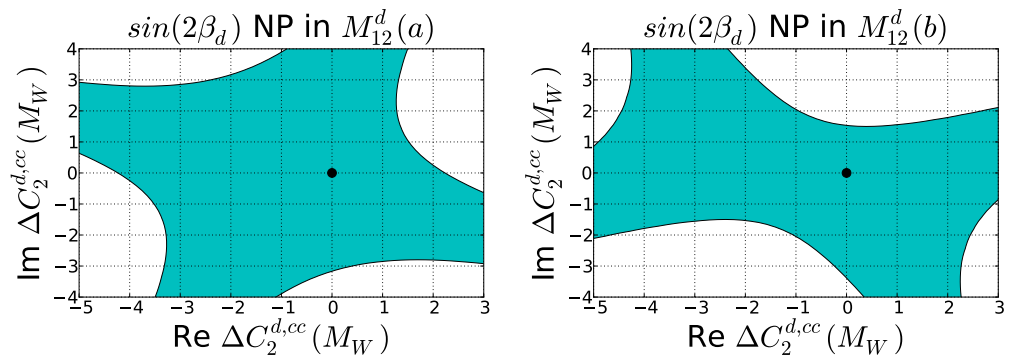 sin(2β_d) NP in M_12^d(a)
4
3
2
1
0
−1
−2
−3
−4
−5 −4 −3 −2 −1 0 1 2 3
Re ΔC_2^{d,cc}(M_W)
Im ΔC_2^{d,cc}(M_W)
sin(2β_d) NP in M_12^d(b)
4
3
2
1
0
−1
−2
−3
−4
−5 −4 −3 −2 −1 0 1 2 3
Re ΔC_2^{d,cc}(M_W)
Im ΔC_2^{d,cc}(M_W)